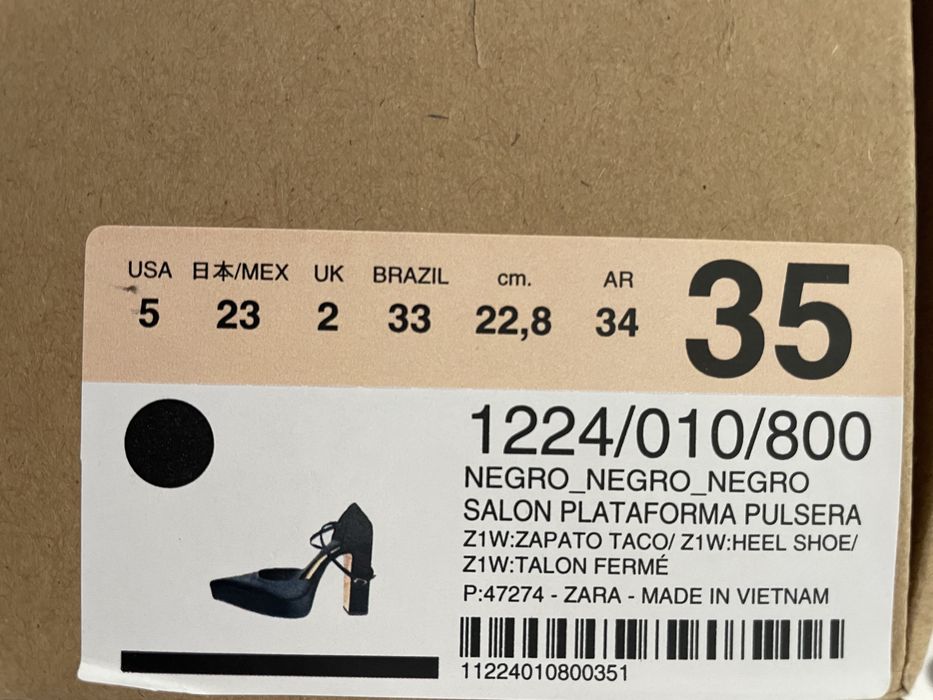 USA 日本/MEX UK BRAZIL cm. AR
5 23 2 33 22,8 34 35
1224/010/800
NEGRO_NEGRO_NEGRO
SALON PLATAFORMA PULSERA
Z1W:ZAPATO TACO/ Z1W:HEEL SHOE/
Z1W:TALON FERMÉ
P:47274 - ZARA - MADE IN VIETNAM
11224010800351